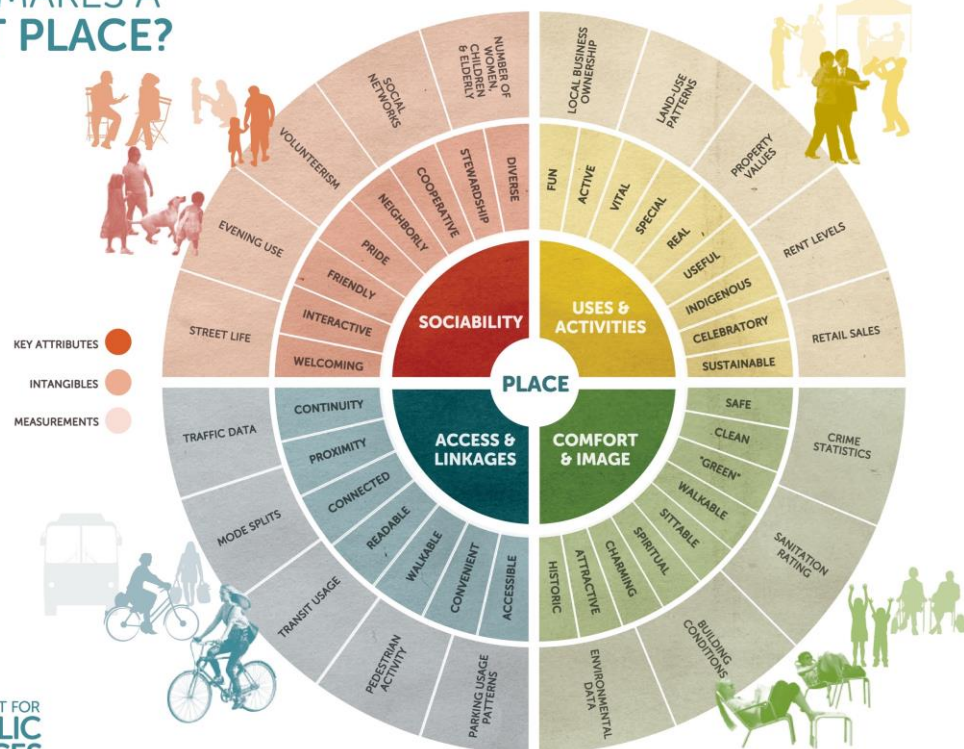 MAKES A
T PLACE?
KEY ATTRIBUTES
INTANGIBLES
MEASUREMENTS
PLACE
SOCIABILITY
USES &
ACTIVITIES
ACCESS &
LINKAGES
COMFORT
& IMAGE
WELCOMING
INTERACTIVE
FRIENDLY
PRIDE
NEIGHBORLY
COOPERATIVE
STEWARDSHIP
DIVERSE
FUN
ACTIVE
VITAL
SPECIAL
REAL
USEFUL
INDIGENOUS
CELEBRATORY
SUSTAINABLE
SAFE
CLEAN
"GREEN"
WALKABLE
SITTABLE
SPIRITUAL
CHARMING
ATTRACTIVE
HISTORIC
ACCESSIBLE
CONVENIENT
WALKABLE
READABLE
CONNECTED
PROXIMITY
CONTINUITY
STREET LIFE
EVENING USE
VOLUNTEERISM
SOCIAL
NETWORKS
NUMBER OF
WOMEN,
CHILDREN
& ELDERLY
LOCAL BUSINESS
OWNERSHIP
LAND-USE
PATTERNS
PROPERTY
VALUES
RENT LEVELS
RETAIL SALES
CRIME
STATISTICS
SANITATION
RATING
BUILDING
CONDITIONS
ENVIRONMENTAL
DATA
PARKING USAGE
PATTERNS
PEDESTRIAN
ACTIVITY
TRANSIT USAGE
MODE SPLITS
TRAFFIC DATA
T FOR
LIC